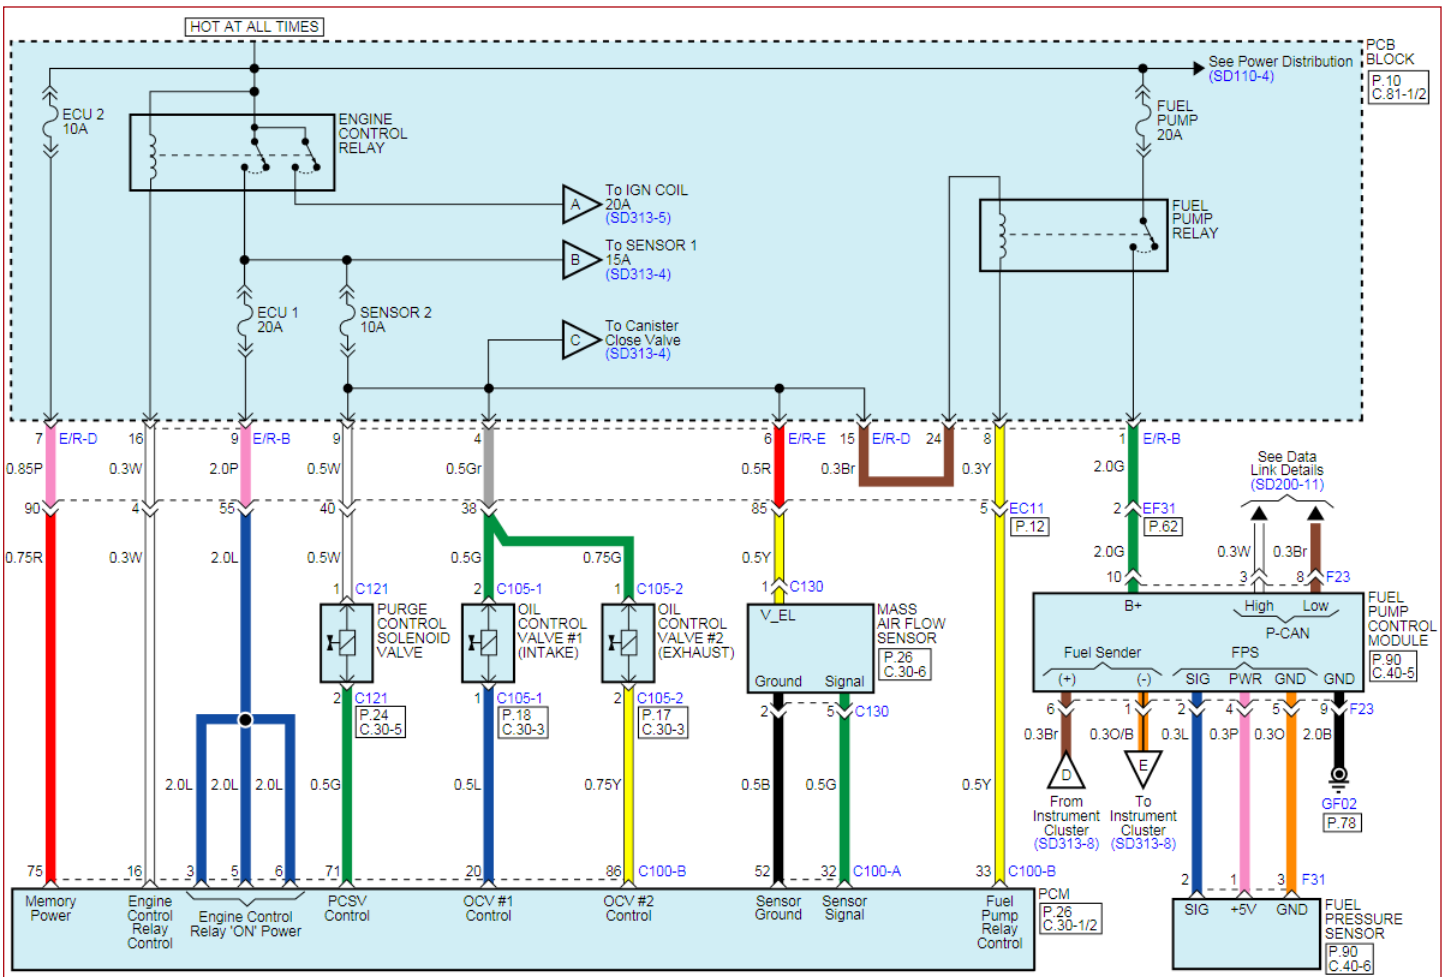 HOT AT ALL TIMES
PCB
BLOCK
P.10
C.81-1/2
See Power Distribution
(SD110-4)
ECU 2
10A
ENGINE
CONTROL
RELAY
FUEL
PUMP
20A
A
To IGN COIL
20A
(SD313-5)
FUEL
PUMP
RELAY
B
To SENSOR 1
15A
(SD313-4)
ECU 1
20A
SENSOR 2
10A
C
To Canister
Close Valve
(SD313-4)
7 E/R-D 16 9 E/R-B 9 4 6 E/R-E 15 E/R-D 24 8 1 E/R-B
0.85P 0.3W 2.0P 0.5W 0.5Gr 0.5R 0.3Br 0.3Y 2.0G
See Data
Link Details
(SD200-11)
90 4 55 40 38 85 5 EC11 2 EF31
P.12 P.62
0.75R 0.3W 2.0L 0.5W 0.5G 0.75G 0.5Y 2.0G 0.3W 0.3Br
1 C121 2 C105-1 1 C105-2 1 C130 10 3 8 F23
PURGE
CONTROL
SOLENOID
VALVE
OIL
CONTROL
VALVE #1
(INTAKE)
OIL
CONTROL
VALVE #2
(EXHAUST)
V_EL
Ground Signal
MASS
AIR FLOW
SENSOR
P.26
C.30-6
B+ High Low
P-CAN
Fuel Sender FPS
(+) (-) SIG PWR GND GND
FUEL
PUMP
CONTROL
MODULE
P.90
C.40-5
2 C121 1 C105-1 2 C105-2 2 5 C130 6 1 2 4 5 9 F23
P.24
C.30-5
P.18
C.30-3
P.17
C.30-3
0.3Br 0.3O/B 0.3L 0.3P 0.3O 2.0B
D
From
Instrument
Cluster
(SD313-8)
E
To
Instrument
Cluster
(SD313-8)
GF02
P.78
2.0L 2.0L 2.0L 0.5G 0.5L 0.75Y 0.5B 0.5G 0.5Y
75 16 3 5 6 71 20 86 C100-B 52 32 C100-A 33 C100-B
2 1 3 F31
Memory
Power
Engine
Control
Relay
Control
Engine Control
Relay 'ON' Power
PCSV
Control
OCV #1
Control
OCV #2
Control
Sensor
Ground
Sensor
Signal
Fuel
Pump
Relay
Control
PCM
P.26
C.30-1/2
SIG +5V GND
FUEL
PRESSURE
SENSOR
P.90
C.40-6